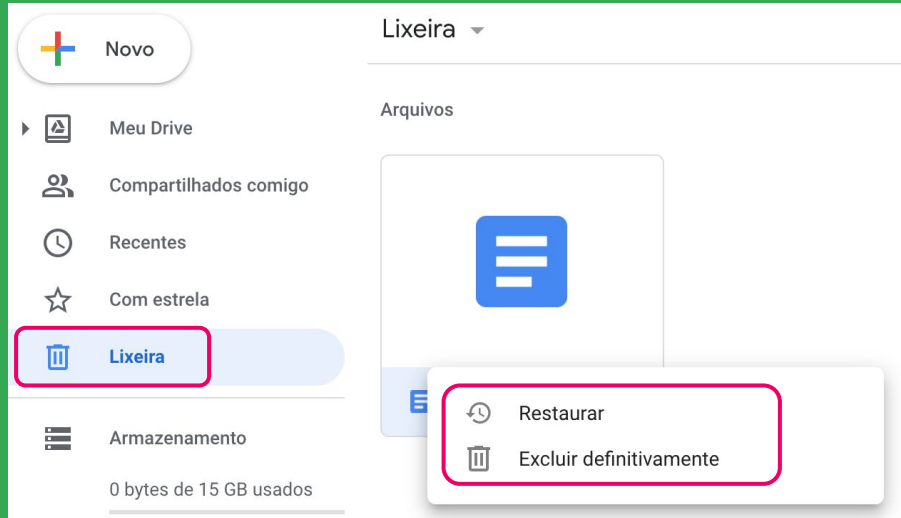 Novo
Meu Drive
Compartilhados comigo
Recentes
Com estrela
Lixeira
Armazenamento
0 bytes de 15 GB usados
Lixeira
Arquivos
Restaurar
Excluir definitivamente